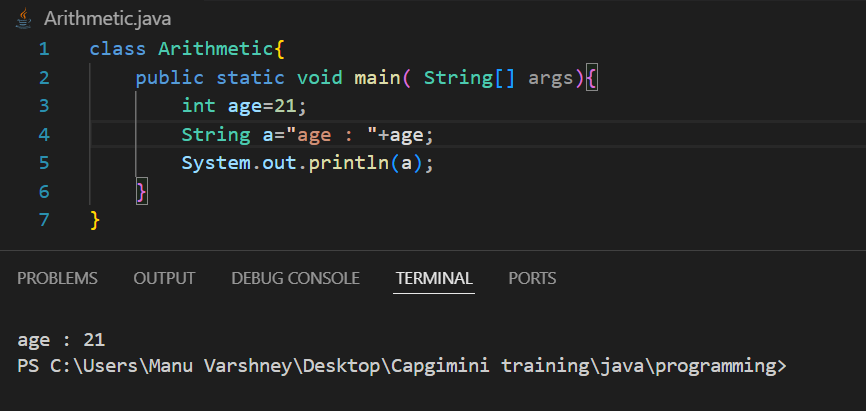 Arithmetic.java
1 class Arithmetic{
2 public static void main( String[] args){
3 int age=21;
4 String a="age : "+age;
5 System.out.println(a);
6 }
7 }
PROBLEMS OUTPUT DEBUG CONSOLE TERMINAL PORTS
age : 21
PS C:\Users\Manu Varshney\Desktop\Capgimini training\java\programming>